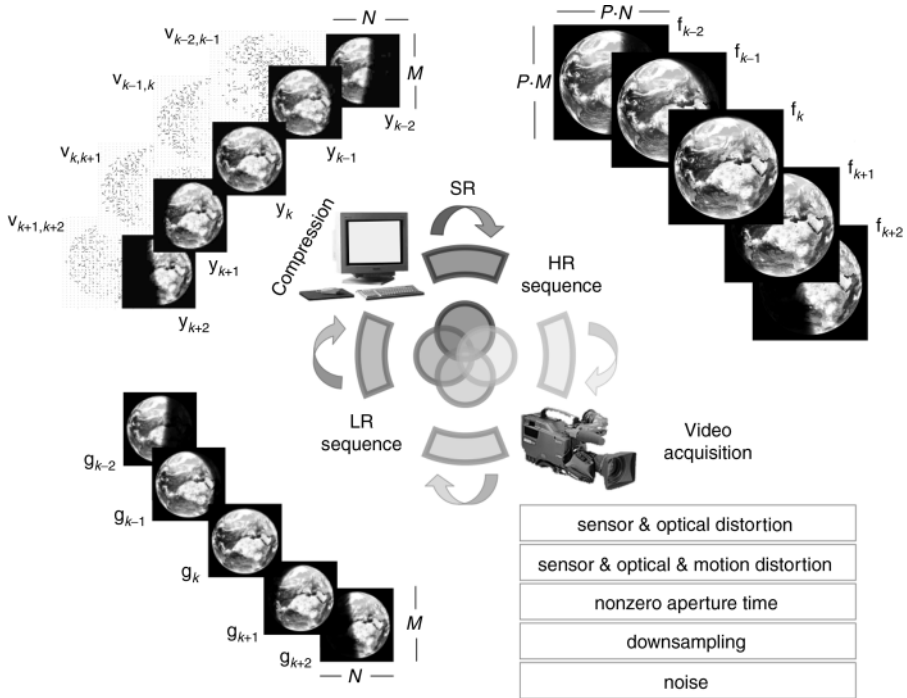 N
M
v_{k–2,k–1}
v_{k–1,k}
v_{k,k+1}
v_{k+1,k+2}
y_{k–2}
y_{k–1}
y_k
y_{k+1}
y_{k+2}
Compression
SR
HR
sequence
P·N
P·M
f_{k–2}
f_{k–1}
f_k
f_{k+1}
f_{k+2}
LR
sequence
Video
acquisition
g_{k–2}
g_{k–1}
g_k
g_{k+1}
g_{k+2}
M
N
sensor & optical distortion
sensor & optical & motion distortion
nonzero aperture time
downsampling
noise